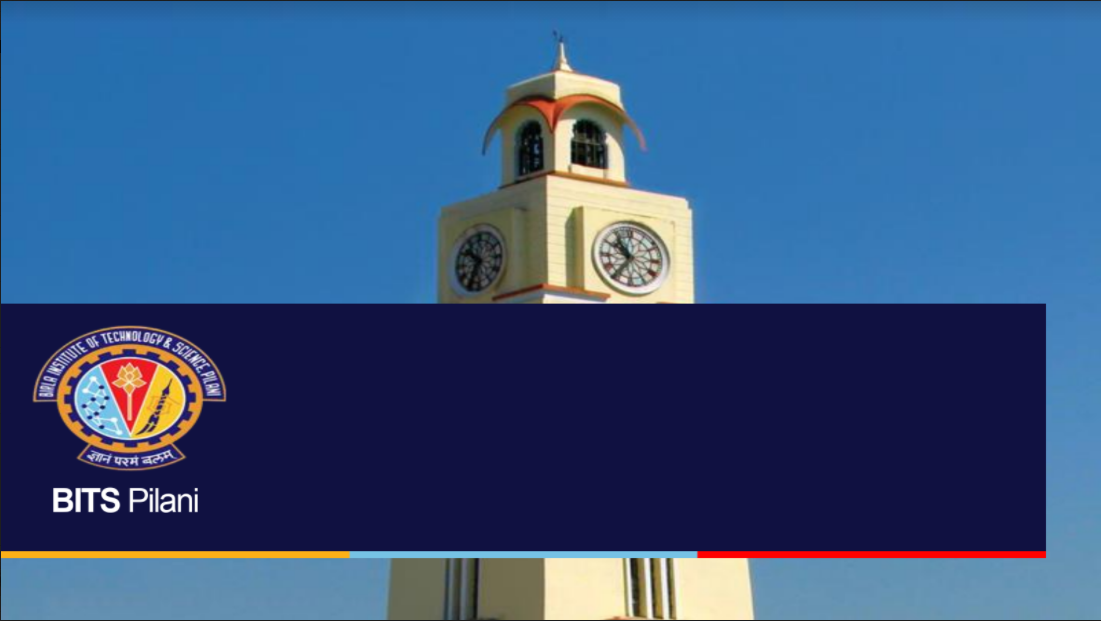 BIRLA INSTITUTE OF TECHNOLOGY & SCIENCE, PILANI
ज्ञानं परमं बलम्
BITS Pilani